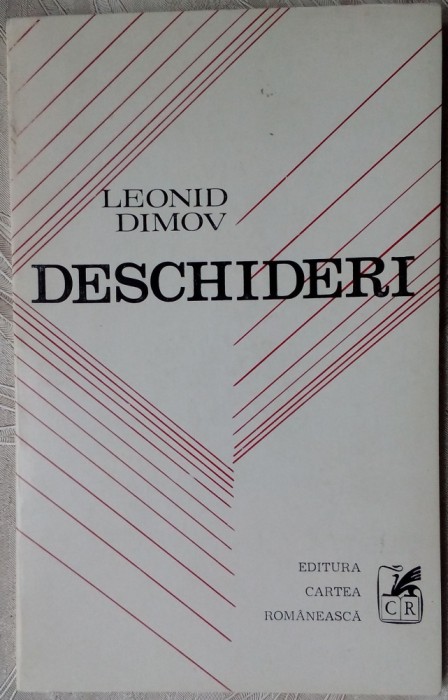 LEONID
DIMOV
DESCHIDERI
EDITURA
CARTEA
ROMÂNEASCĂ
CR